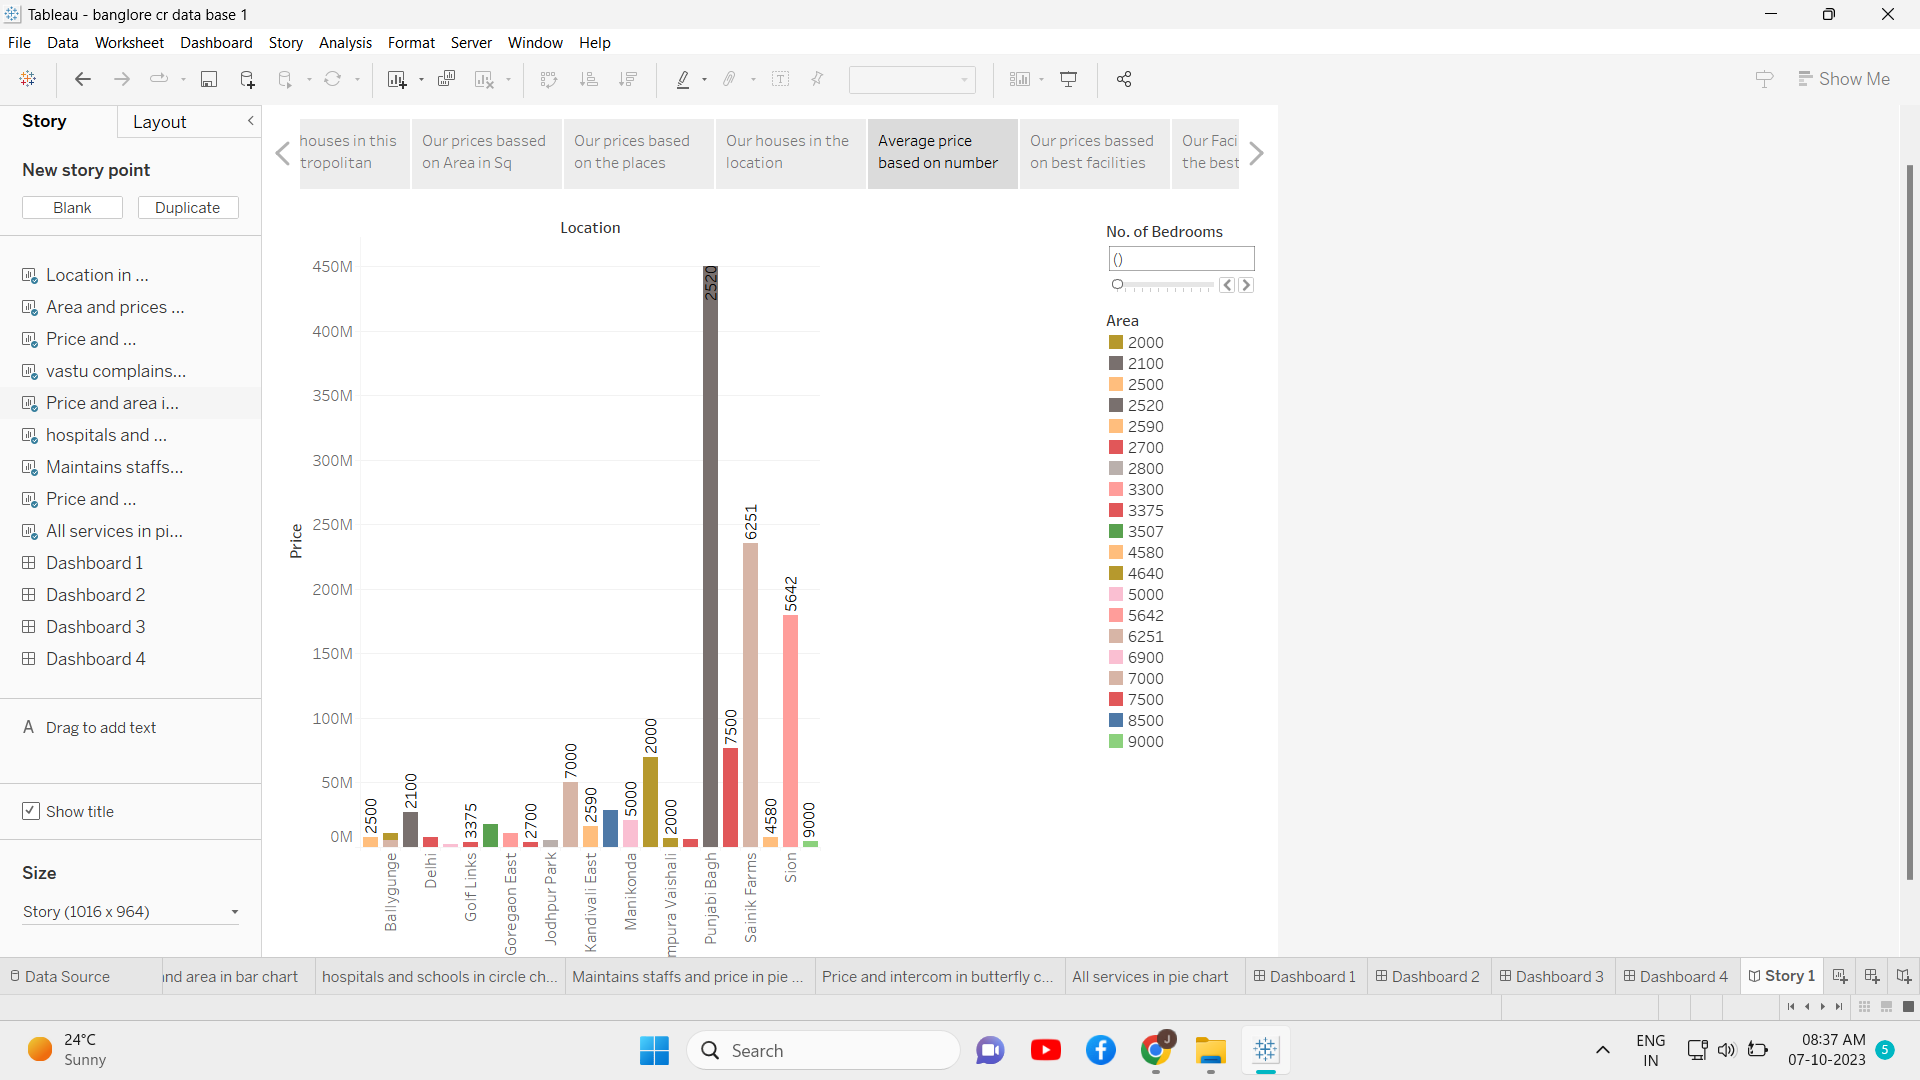 Tableau - banglore cr data base 1
File Data Worksheet Dashboard Story Analysis Format Server Window Help
Show Me
Story
Layout
New story point
Blank
Duplicate
Location in ...
Area and prices ...
Price and ...
vastu complains...
Price and area i...
hospitals and ...
Maintains staffs...
Price and ...
All services in pi...
Dashboard 1
Dashboard 2
Dashboard 3
Dashboard 4
A Drag to add text
Show title
Size
Story (1016 x 964)
houses in this
tropolitan
Our prices bassed
on Area in Sq
Our prices based
on the places
Our houses in the
location
Average price
based on number
Our prices bassed
on best facilities
Our Faci
the best
Location
Price
450M
400M
350M
300M
250M
200M
150M
100M
50M
0M
2500
2100
3375
2700
7000
2590
5000
2000
2000
2520
7500
6251
4580
5642
9000
Ballygunge
Delhi
Golf Links
Goregaon East
Jodhpur Park
Kandivali East
Manikonda
mpura Vaishali
Punjabi Bagh
Sainik Farms
Sion
No. of Bedrooms
()
Area
2000
2100
2500
2520
2590
2700
2800
3300
3375
3507
4580
4640
5000
5642
6251
6900
7000
7500
8500
9000
Data Source
nd area in bar chart
hospitals and schools in circle ch...
Maintains staffs and price in pie ...
Price and intercom in butterfly c...
All services in pie chart
Dashboard 1
Dashboard 2
Dashboard 3
Dashboard 4
Story 1
24°C
Sunny
Search
J
ENG
IN
08:37 AM
07-10-2023
5